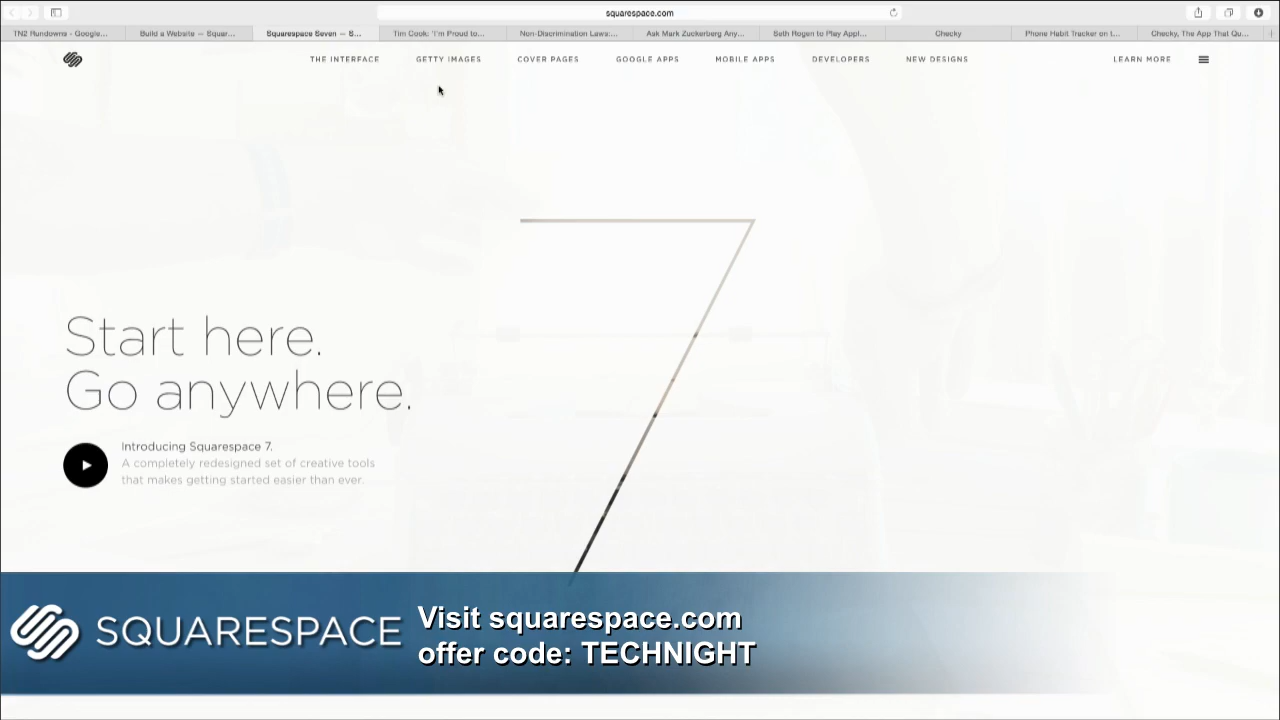 squarespace.com
TN2 Rundowns - Google...
Build a Website — Squar...
Squarespace Seven — S...
Tim Cook: 'I'm Proud to...
Non-Discrimination Laws:...
Ask Mark Zuckerberg Any...
Seth Rogen to Play Appl...
Checky
Phone Habit Tracker on t...
Checky, The App That Qu...
THE INTERFACE
GETTY IMAGES
COVER PAGES
GOOGLE APPS
MOBILE APPS
DEVELOPERS
NEW DESIGNS
LEARN MORE
7
Start here.
Go anywhere.
Introducing Squarespace 7.
A completely redesigned set of creative tools
that makes getting started easier than ever.
SQUARESPACE
Visit squarespace.com
offer code: TECHNIGHT